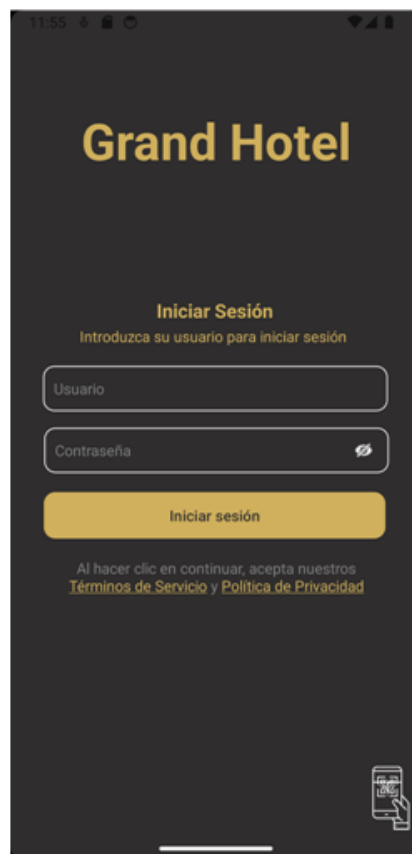 11:55
Grand Hotel
Iniciar Sesión
Introduzca su usuario para iniciar sesión
Usuario
Contraseña
Iniciar sesión
Al hacer clic en continuar, acepta nuestros
Términos de Servicio y Política de Privacidad